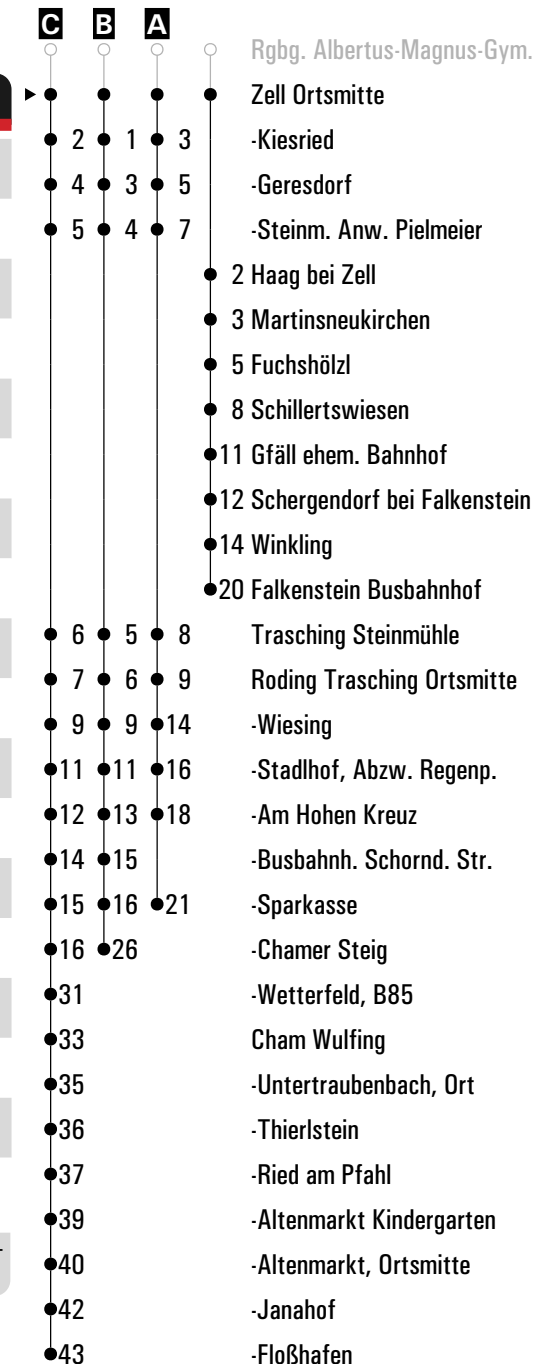 C B A
Rgbg. Albertus-Magnus-Gym.
Zell Ortsmitte
2 1 3 -Kiesried
4 3 5 -Geresdorf
5 4 7 -Steinm. Anw. Pielmeier
2 Haag bei Zell
3 Martinsneukirchen
5 Fuchshölzl
8 Schillertswiesen
11 Gfäll ehem. Bahnhof
12 Schergendorf bei Falkenstein
14 Winkling
20 Falkenstein Busbahnhof
6 5 8 Trasching Steinmühle
7 6 9 Roding Trasching Ortsmitte
9 9 14 -Wiesing
11 11 16 -Stadlhof, Abzw. Regenp.
12 13 18 -Am Hohen Kreuz
14 15 -Busbahnh. Schornd. Str.
15 16 21 -Sparkasse
16 26 -Chamer Steig
31 -Wetterfeld, B85
33 Cham Wulfing
35 -Untertraubenbach, Ort
36 -Thierlstein
37 -Ried am Pfahl
39 -Altenmarkt Kindergarten
40 -Altenmarkt, Ortsmitte
42 -Janahof
43 -Floßhafen